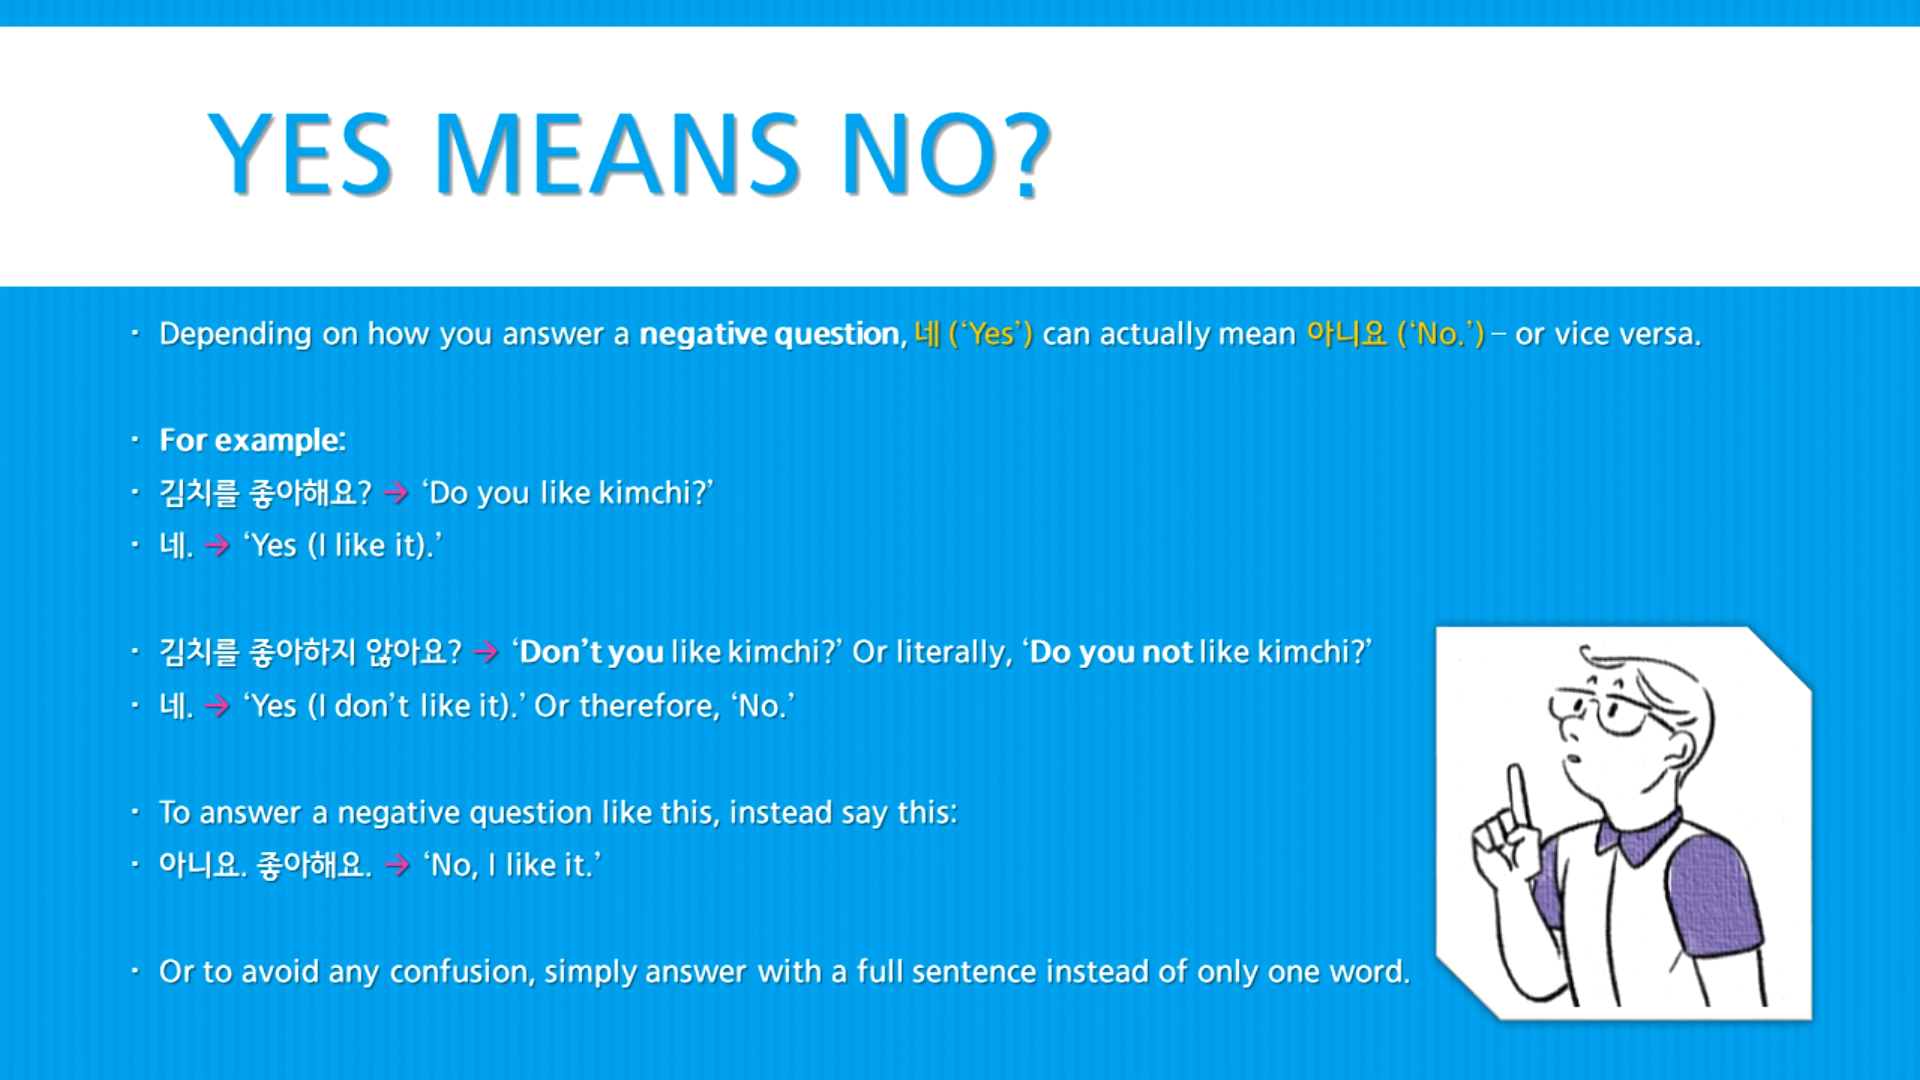 YES MEANS NO?
· Depending on how you answer a negative question, 네 (‘Yes’) can actually mean 아니요 (‘No.’) – or vice versa.
· For example:
· 김치를 좋아해요? → ‘Do you like kimchi?’
· 네. → ‘Yes (I like it).’
· 김치를 좋아하지 않아요? → ‘Don’t you like kimchi?’ Or literally, ‘Do you not like kimchi?’
· 네. → ‘Yes (I don’t like it).’ Or therefore, ‘No.’
· To answer a negative question like this, instead say this:
· 아니요. 좋아해요. → ‘No, I like it.’
· Or to avoid any confusion, simply answer with a full sentence instead of only one word.